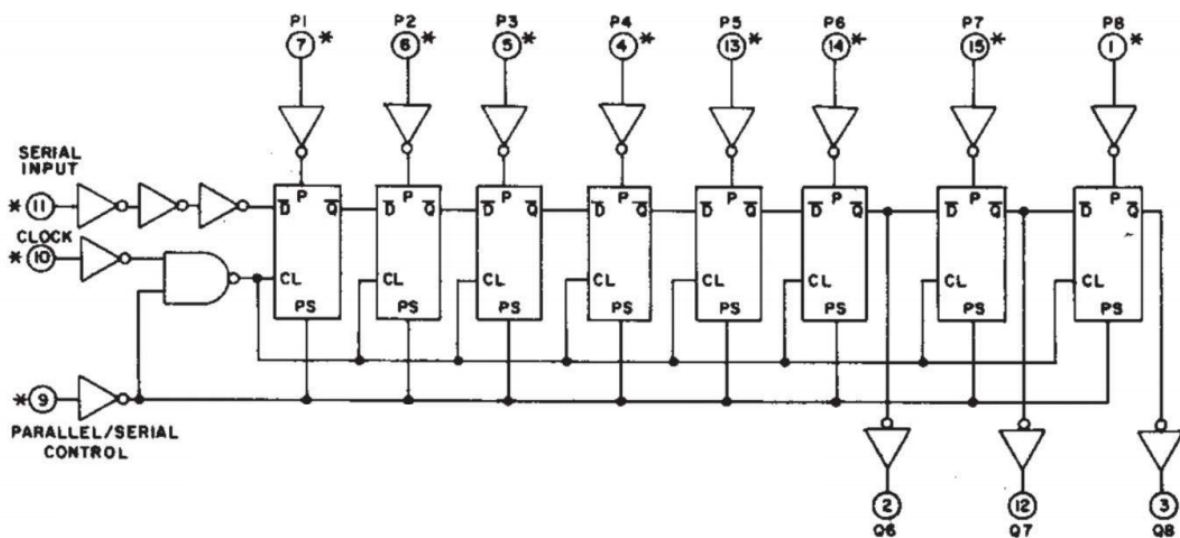 P1 P2 P3 P4 P5 P6 P7 P8
7* 6* 5* 4* 13* 14* 15* 1*
SERIAL
INPUT
*11
P P P P P P P P
D̅ Q̅ D̅ Q̅ D̅ Q̅ D̅ Q̅ D̅ Q̅ D̅ Q̅ D̅ Q̅ D̅ Q̅
CLOCK
*10
CL CL CL CL CL CL CL CL
PS PS PS PS PS PS PS PS
*9
PARALLEL/SERIAL
CONTROL
2 12 3
Q6 Q7 Q8